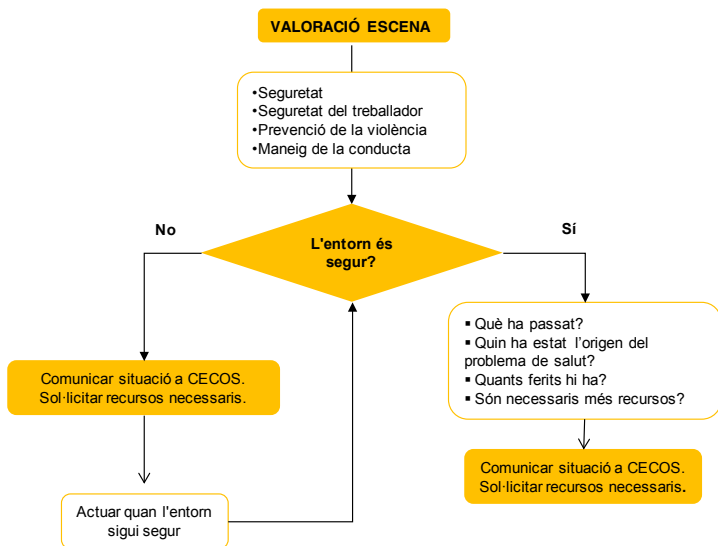 VALORACIÓ ESCENA
•Seguretat
•Seguretat del treballador
•Prevenció de la violència
•Maneig de la conducta
No
L'entorn és
segur?
Sí
▪ Què ha passat?
▪ Quin ha estat l’origen del
problema de salut?
▪ Quants ferits hi ha?
▪ Són necessaris més recursos?
Comunicar situació a CECOS.
Sol·licitar recursos necessaris.
Comunicar situació a CECOS.
Sol·licitar recursos necessaris.
Actuar quan l'entorn
sigui segur